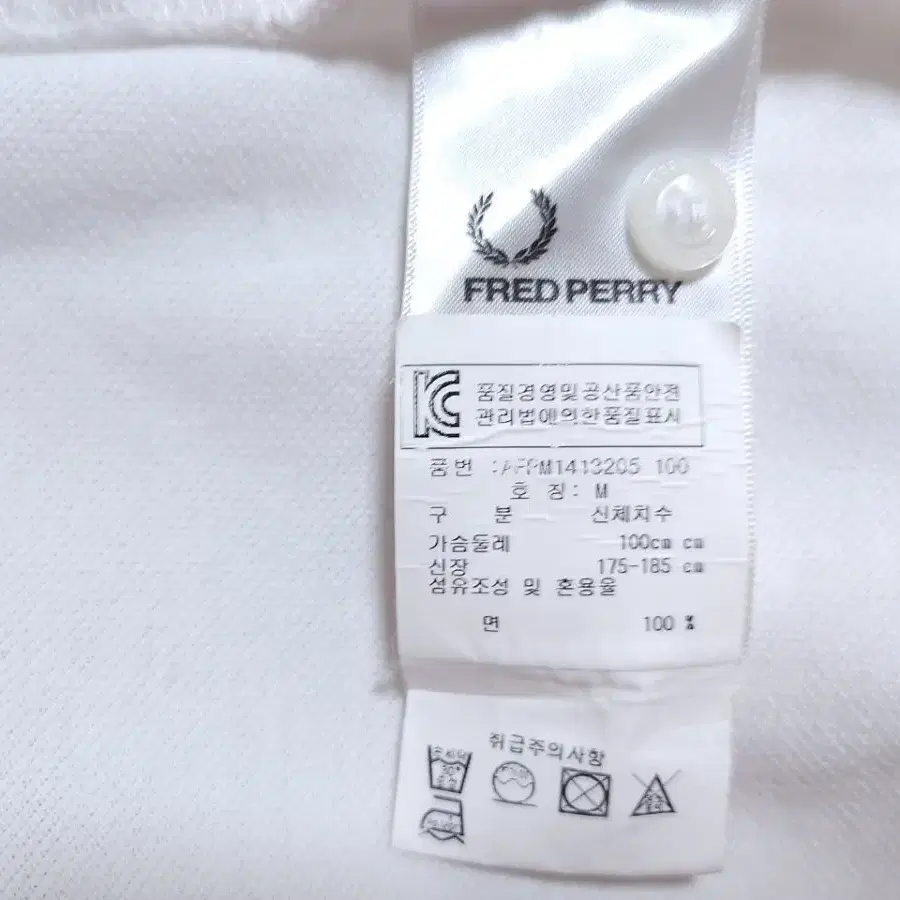 FRED PERRY
KC 품질경영및공산품안전
관리법에의한품질표시
품번 :AFPM1413205 100
호 칭: M
구 분 신체치수
가슴둘레 100cm cm
신장 175-185 cm
섬유조성 및 혼용율
면 100 %
취급주의사항
30°